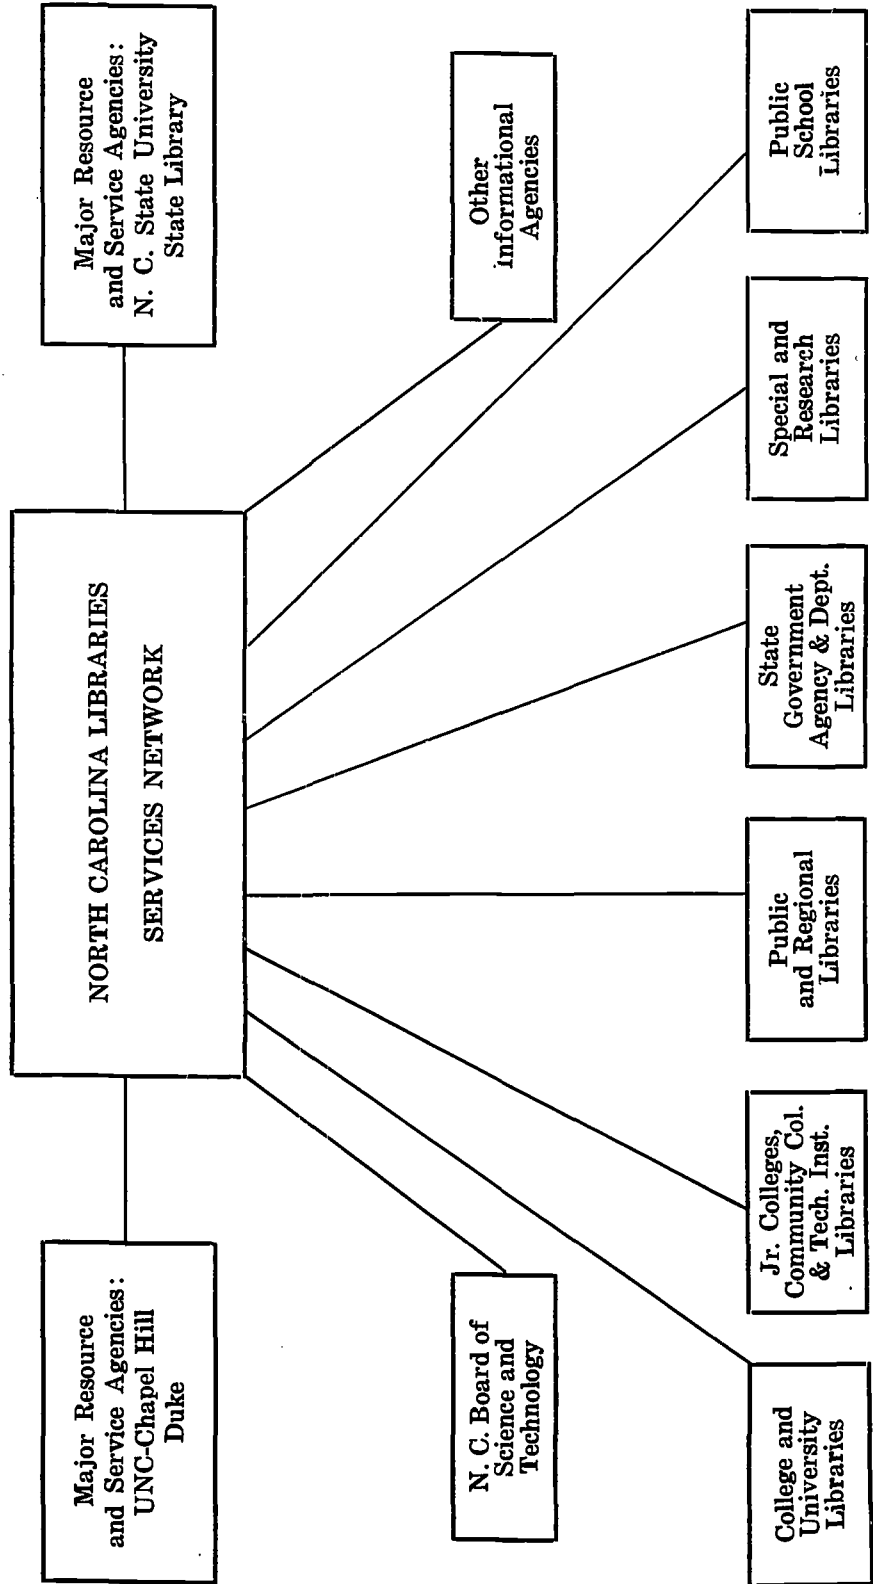 Major Resource
and Service Agencies:
UNC-Chapel Hill
Duke
NORTH CAROLINA LIBRARIES
SERVICES NETWORK
Major Resource
and Service Agencies:
N. C. State University
State Library
N. C. Board of
Science and
Technology
Other
informational
Agencies
College and
University
Libraries
Jr. Colleges,
Community Col.
& Tech. Inst.
Libraries
Public
and Regional
Libraries
State
Government
Agency & Dept.
Libraries
Special and
Research
Libraries
Public
School
Libraries